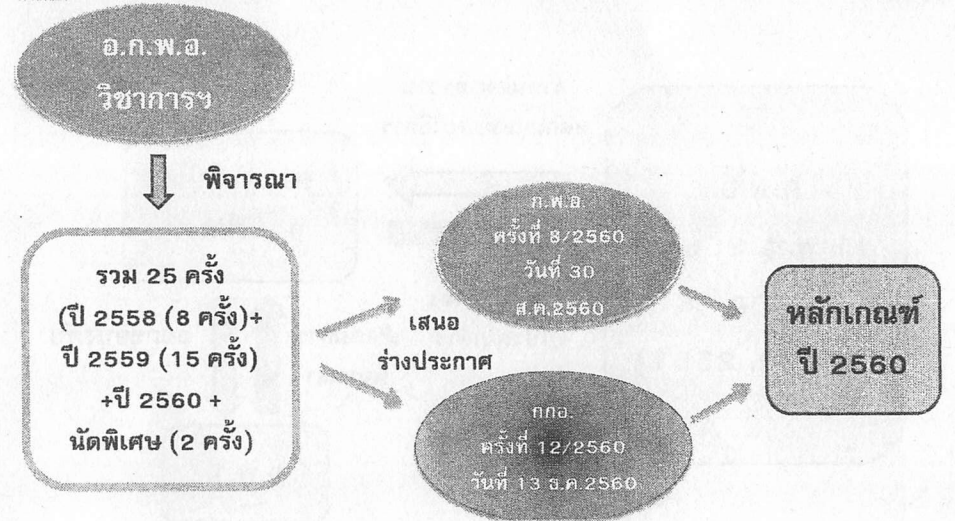 อ.ก.พ.อ.
วิชาการฯ
พิจารณา
รวม 25 ครั้ง
(ปี 2558 (8 ครั้ง)+
ปี 2559 (15 ครั้ง)
+ปี 2560 +
นัดพิเศษ (2 ครั้ง)
เสนอ
ร่างประกาศ
ก.พ.อ.
ครั้งที่ 8/2560
วันที่ 30
ส.ค.2560
กกอ.
ครั้งที่ 12/2560
วันที่ 13 ธ.ค.2560
หลักเกณฑ์
ปี 2560